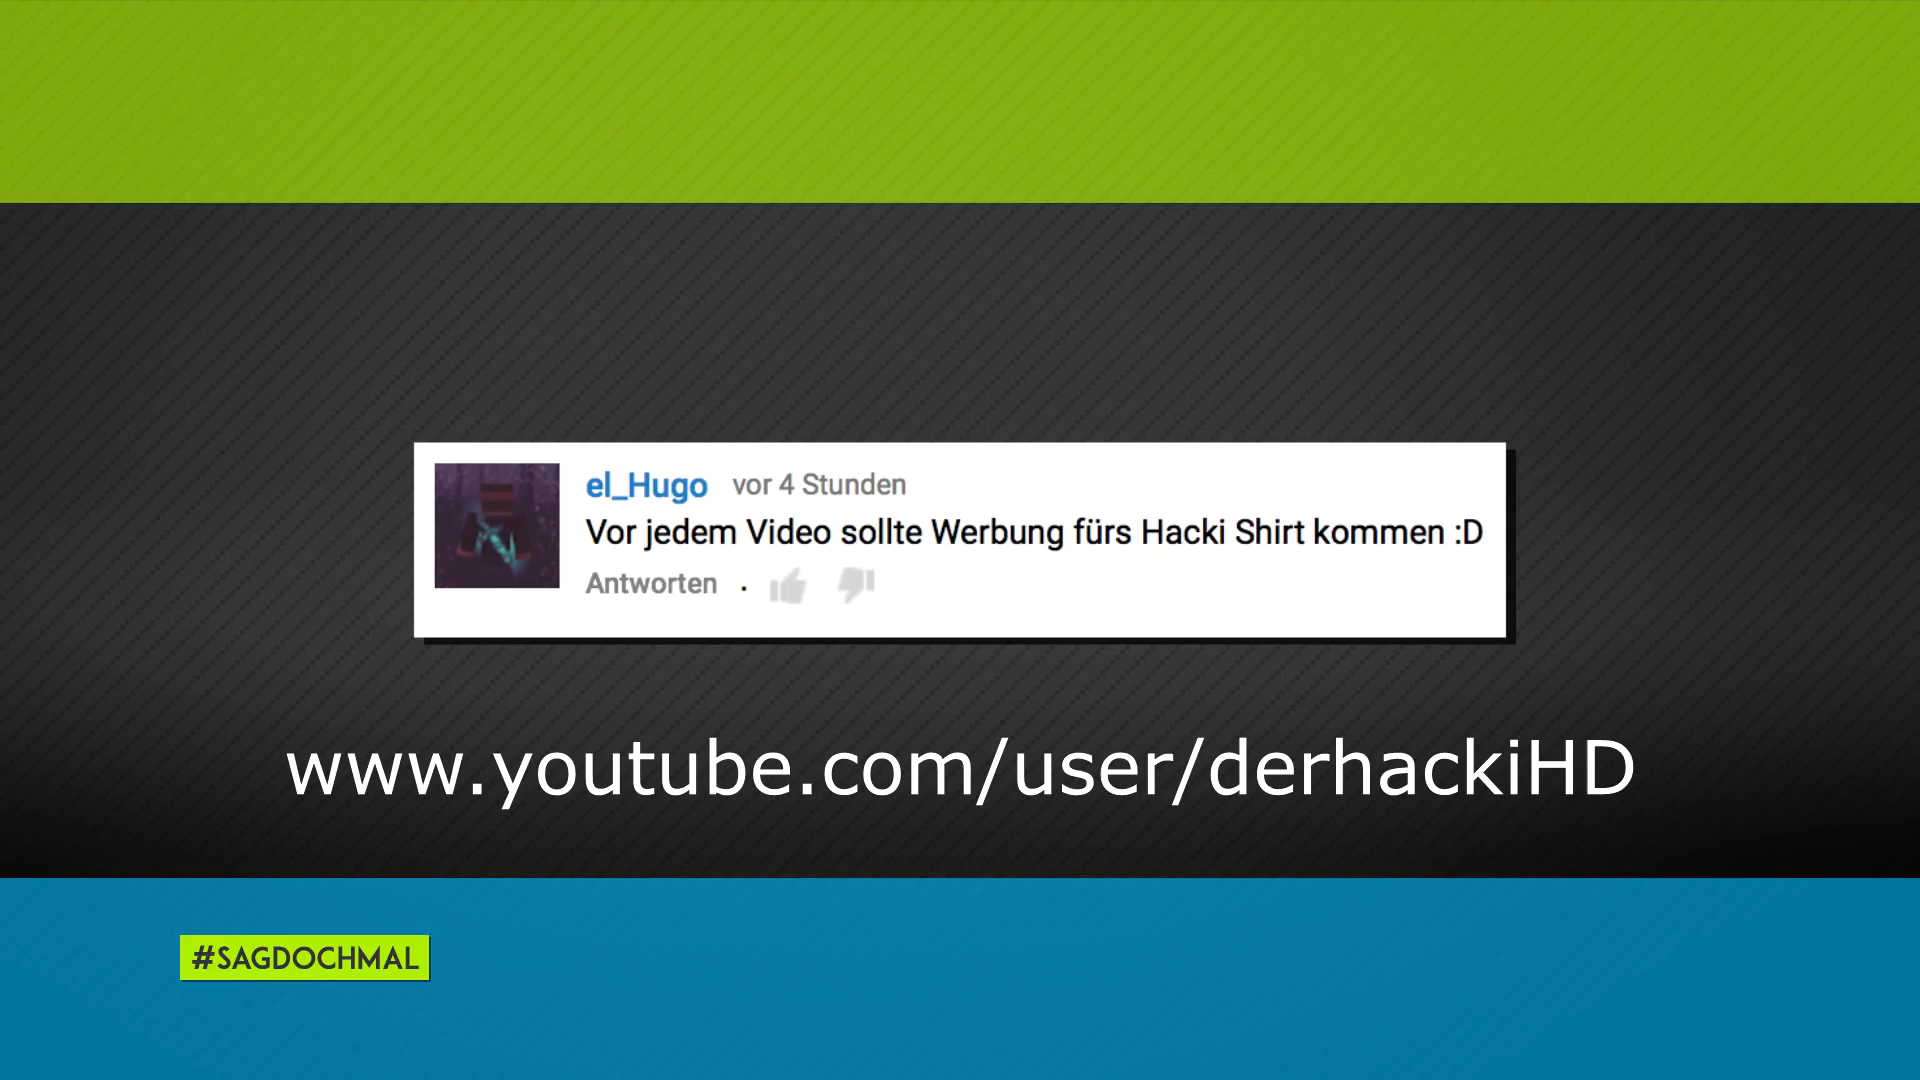 el_Hugo vor 4 Stunden
Vor jedem Video sollte Werbung fürs Hacki Shirt kommen :D
Antworten .
www.youtube.com/user/derhackiHD
#SAGDOCHMAL